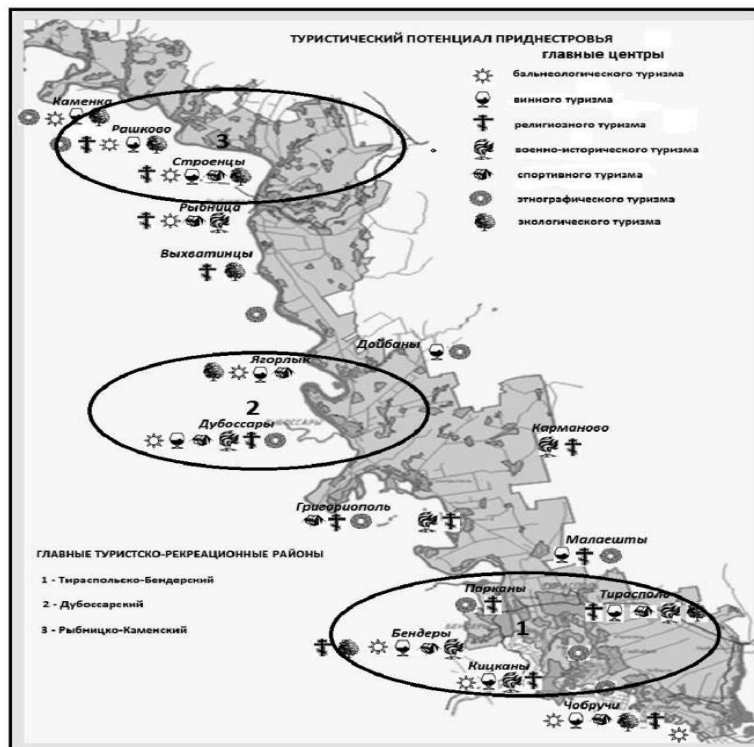 ТУРИСТИЧЕСКИЙ ПОТЕНЦИАЛ ПРИДНЕСТРОВЬЯ
главные центры
бальнеологического туризма
винного туризма
религиозного туризма
военно-исторического туризма
спортивного туризма
этнографического туризма
экологического туризма
Каменка
Рашково
3
Строенцы
Рыбница
Выхватинцы
Дойбаны
Ягорлык
2
Дубоссары
ДУБОССАРЫ
Карманово
Григориополь
Малаешты
ГЛАВНЫЕ ТУРИСТСКО-РЕКРЕАЦИОННЫЕ РАЙОНЫ
1 - Тираспольско-Бендерский
2 - Дубоссарский
3 - Рыбницко-Каменский
Парканы
Тирасполь
1
БЕНДЕРЫ
Бендеры
Кицканы
Чобручи